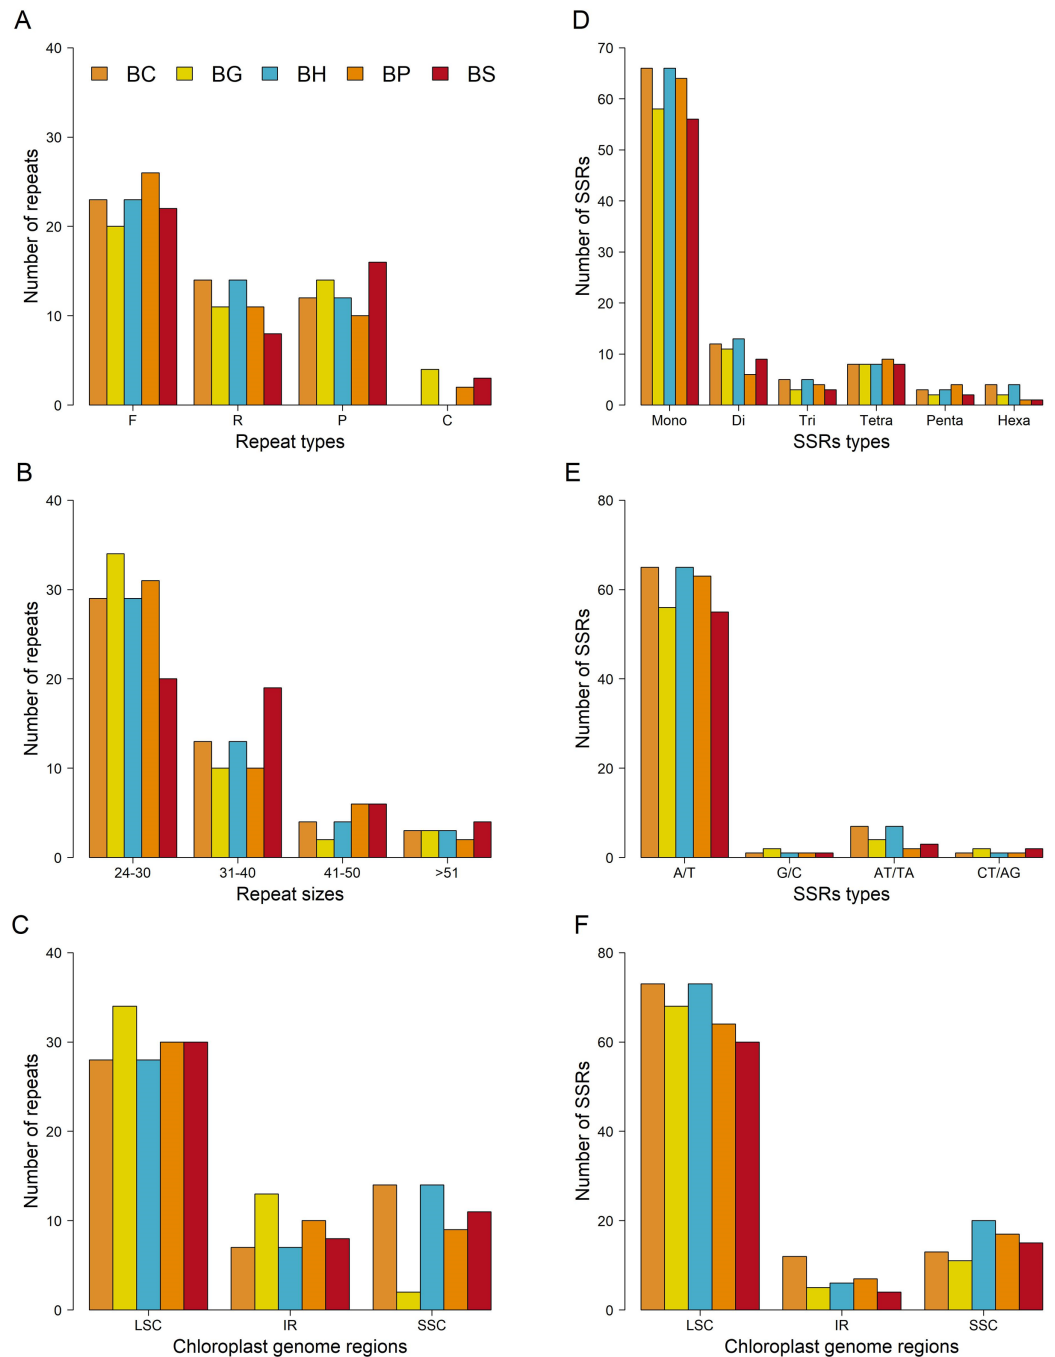 A
40
30
20
10
0
Number of repeats
BC BG BH BP BS
F R P C
Repeat types
B
40
30
20
10
0
Number of repeats
24-30 31-40 41-50 >51
Repeat sizes
C
40
30
20
10
0
Number of repeats
LSC IR SSC
Chloroplast genome regions
D
70
60
50
40
30
20
10
0
Number of SSRs
Mono Di Tri Tetra Penta Hexa
SSRs types
E
80
60
40
20
0
Number of SSRs
A/T G/C AT/TA CT/AG
SSRs types
F
80
60
40
20
0
Number of SSRs
LSC IR SSC
Chloroplast genome regions